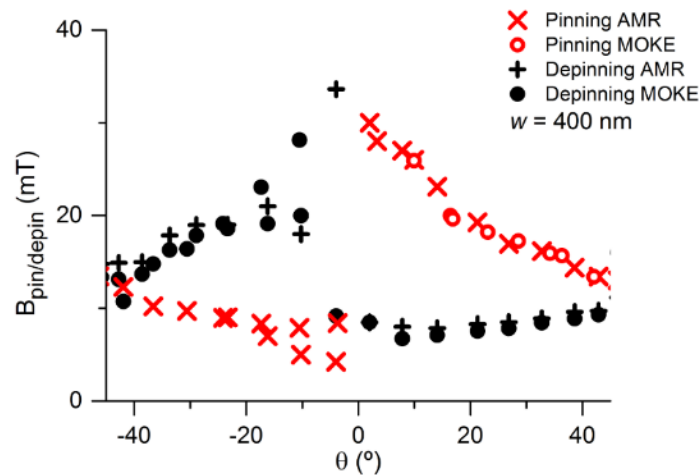 Pinning AMR
Pinning MOKE
Depinning AMR
Depinning MOKE
w = 400 nm
40
20
0
B pin/depin (mT)
-40 -20 0 20 40
θ (º)